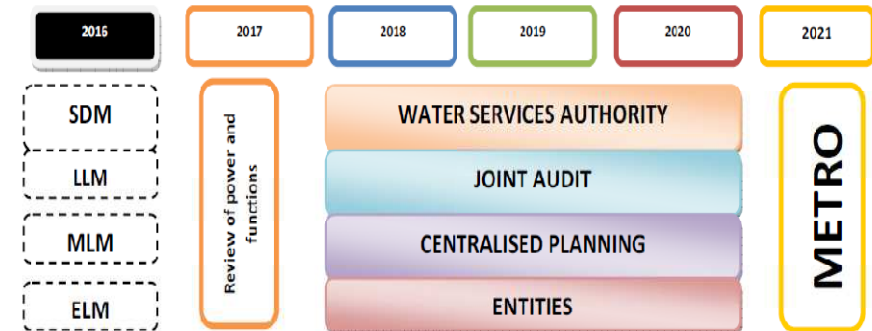 2016
2017
2018
2019
2020
2021
SDM
LLM
MLM
ELM
Review of power and
functions
WATER SERVICES AUTHORITY
JOINT AUDIT
CENTRALISED PLANNING
ENTITIES
METRO